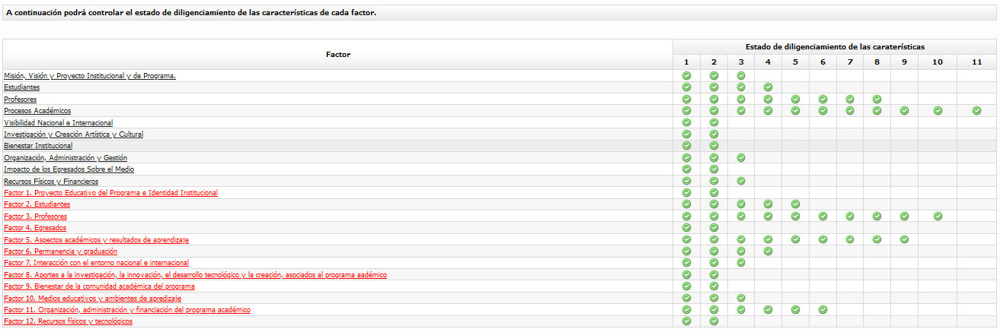 A continuación podrá controlar el estado de diligenciamiento de las características de cada factor.
Factor
Estado de diligenciamiento de las caraterísticas
1 2 3 4 5 6 7 8 9 10 11
Misión, Visión y Proyecto Institucional y de Programa.
Estudiantes
Profesores
Procesos Académicos
Visibilidad Nacional e Internacional
Investigación y Creación Artística y Cultural
Bienestar Institucional
Organización, Administración y Gestión
Impacto de los Egresados Sobre el Medio
Recursos Físicos y Financieros
Factor 1. Proyecto Educativo del Programa e Identidad Institucional
Factor 2. Estudiantes
Factor 3. Profesores
Factor 4. Egresados
Factor 5. Aspectos académicos y resultados de aprendizaje
Factor 6. Permanencia y graduación
Factor 7. Interacción con el entorno nacional e internacional
Factor 8. Aportes a la investigación, la innovación, el desarrollo tecnológico y la creación, asociados al programa aadémico
Factor 9. Bienestar de la comunidad académica del programa
Factor 10. Medios educativos y ambientes de apredizaje
Factor 11. Organización, administración y financiación del programa académico
Factor 12. Recursos físicos y tecnológicos